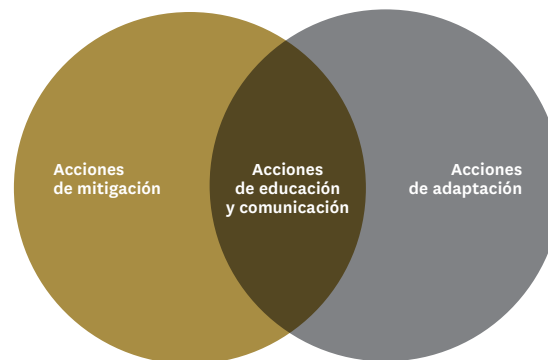 Acciones
de mitigación
Acciones
de educación
y comunicación
Acciones
de adaptación